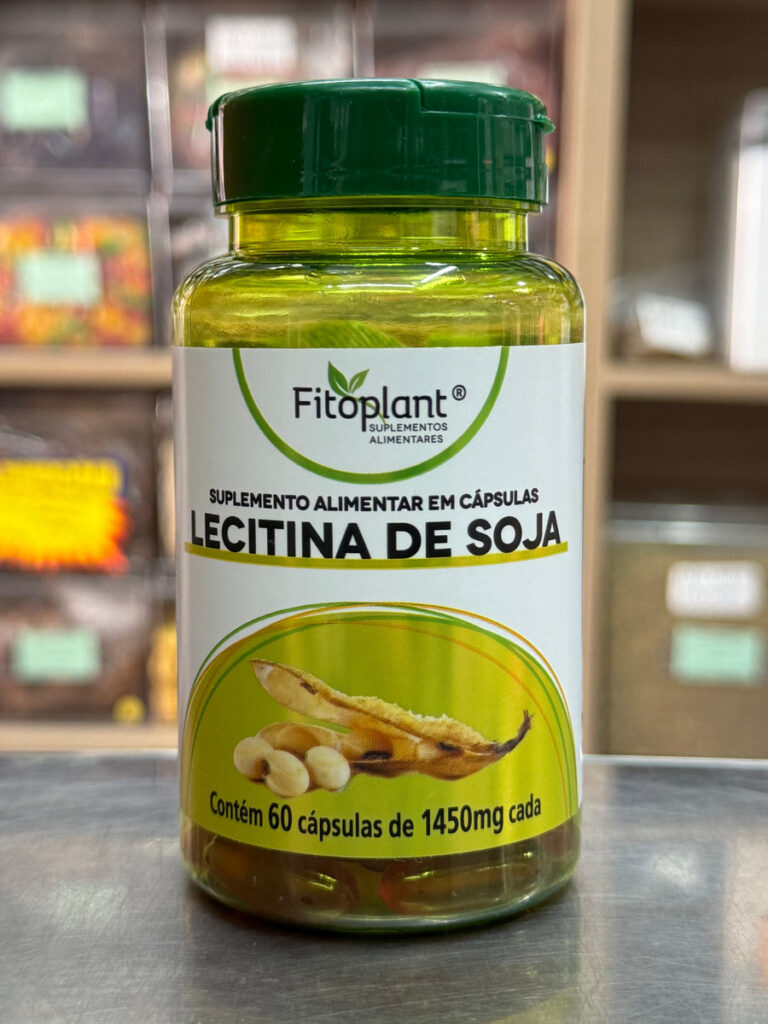 Fitoplant®
SUPLEMENTOS
ALIMENTARES
SUPLEMENTO ALIMENTAR EM CÁPSULAS
LECITINA DE SOJA
Contém 60 cápsulas de 1450mg cada